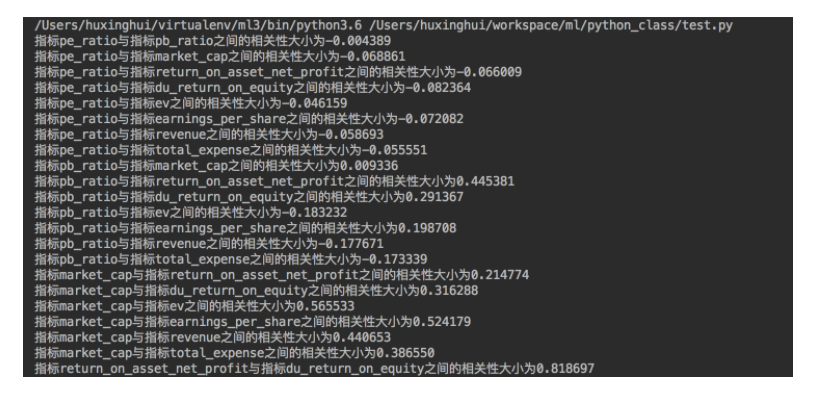 /Users/huxinghui/virtualenv/ml3/bin/python3.6 /Users/huxinghui/workspace/ml/python_class/test.py
指标pe_ratio与指标pb_ratio之间的相关性大小为-0.004389
指标pe_ratio与指标market_cap之间的相关性大小为-0.068861
指标pe_ratio与指标return_on_asset_net_profit之间的相关性大小为-0.066009
指标pe_ratio与指标du_return_on_equity之间的相关性大小为-0.082364
指标pe_ratio与指标ev之间的相关性大小为-0.046159
指标pe_ratio与指标earnings_per_share之间的相关性大小为-0.072082
指标pe_ratio与指标revenue之间的相关性大小为-0.058693
指标pe_ratio与指标total_expense之间的相关性大小为-0.055551
指标pb_ratio与指标market_cap之间的相关性大小为0.009336
指标pb_ratio与指标return_on_asset_net_profit之间的相关性大小为0.445381
指标pb_ratio与指标du_return_on_equity之间的相关性大小为0.291367
指标pb_ratio与指标ev之间的相关性大小为-0.183232
指标pb_ratio与指标earnings_per_share之间的相关性大小为0.198708
指标pb_ratio与指标revenue之间的相关性大小为-0.177671
指标pb_ratio与指标total_expense之间的相关性大小为-0.173339
指标market_cap与指标return_on_asset_net_profit之间的相关性大小为0.214774
指标market_cap与指标du_return_on_equity之间的相关性大小为0.316288
指标market_cap与指标ev之间的相关性大小为0.565533
指标market_cap与指标earnings_per_share之间的相关性大小为0.524179
指标market_cap与指标revenue之间的相关性大小为0.440653
指标market_cap与指标total_expense之间的相关性大小为0.386550
指标return_on_asset_net_profit与指标du_return_on_equity之间的相关性大小为0.818697